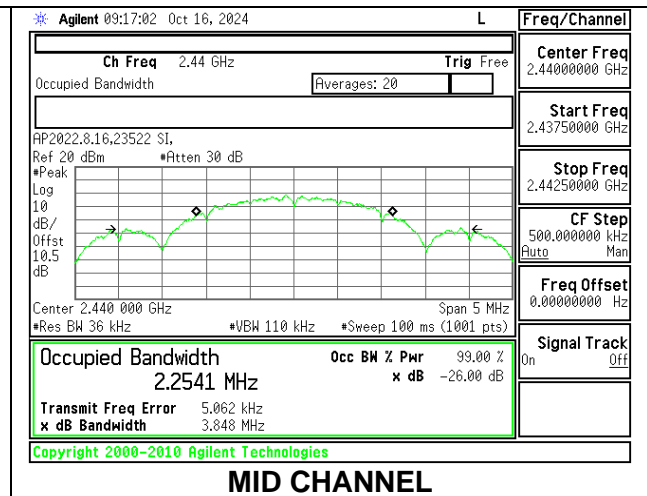 Agilent 09:17:02 Oct 16, 2024 L Freq/Channel
Ch Freq 2.44 GHz Trig Free
Occupied Bandwidth Averages: 20
AP2022.8.16,23522 SI,
Ref 20 dBm #Atten 30 dB
#Peak
Log
10
dB/
Offst
10.5
dB
Center 2.440 000 GHz Span 5 MHz
#Res BW 36 kHz #VBW 110 kHz #Sweep 100 ms (1001 pts)
Occupied Bandwidth Occ BW % Pwr 99.00 %
2.2541 MHz x dB -26.00 dB
Transmit Freq Error 5.062 kHz
x dB Bandwidth 3.848 MHz
Copyright 2000-2010 Agilent Technologies
Center Freq
2.44000000 GHz
Start Freq
2.43750000 GHz
Stop Freq
2.44250000 GHz
CF Step
500.000000 kHz
Auto Man
Freq Offset
0.00000000 Hz
Signal Track
On Off
MID CHANNEL